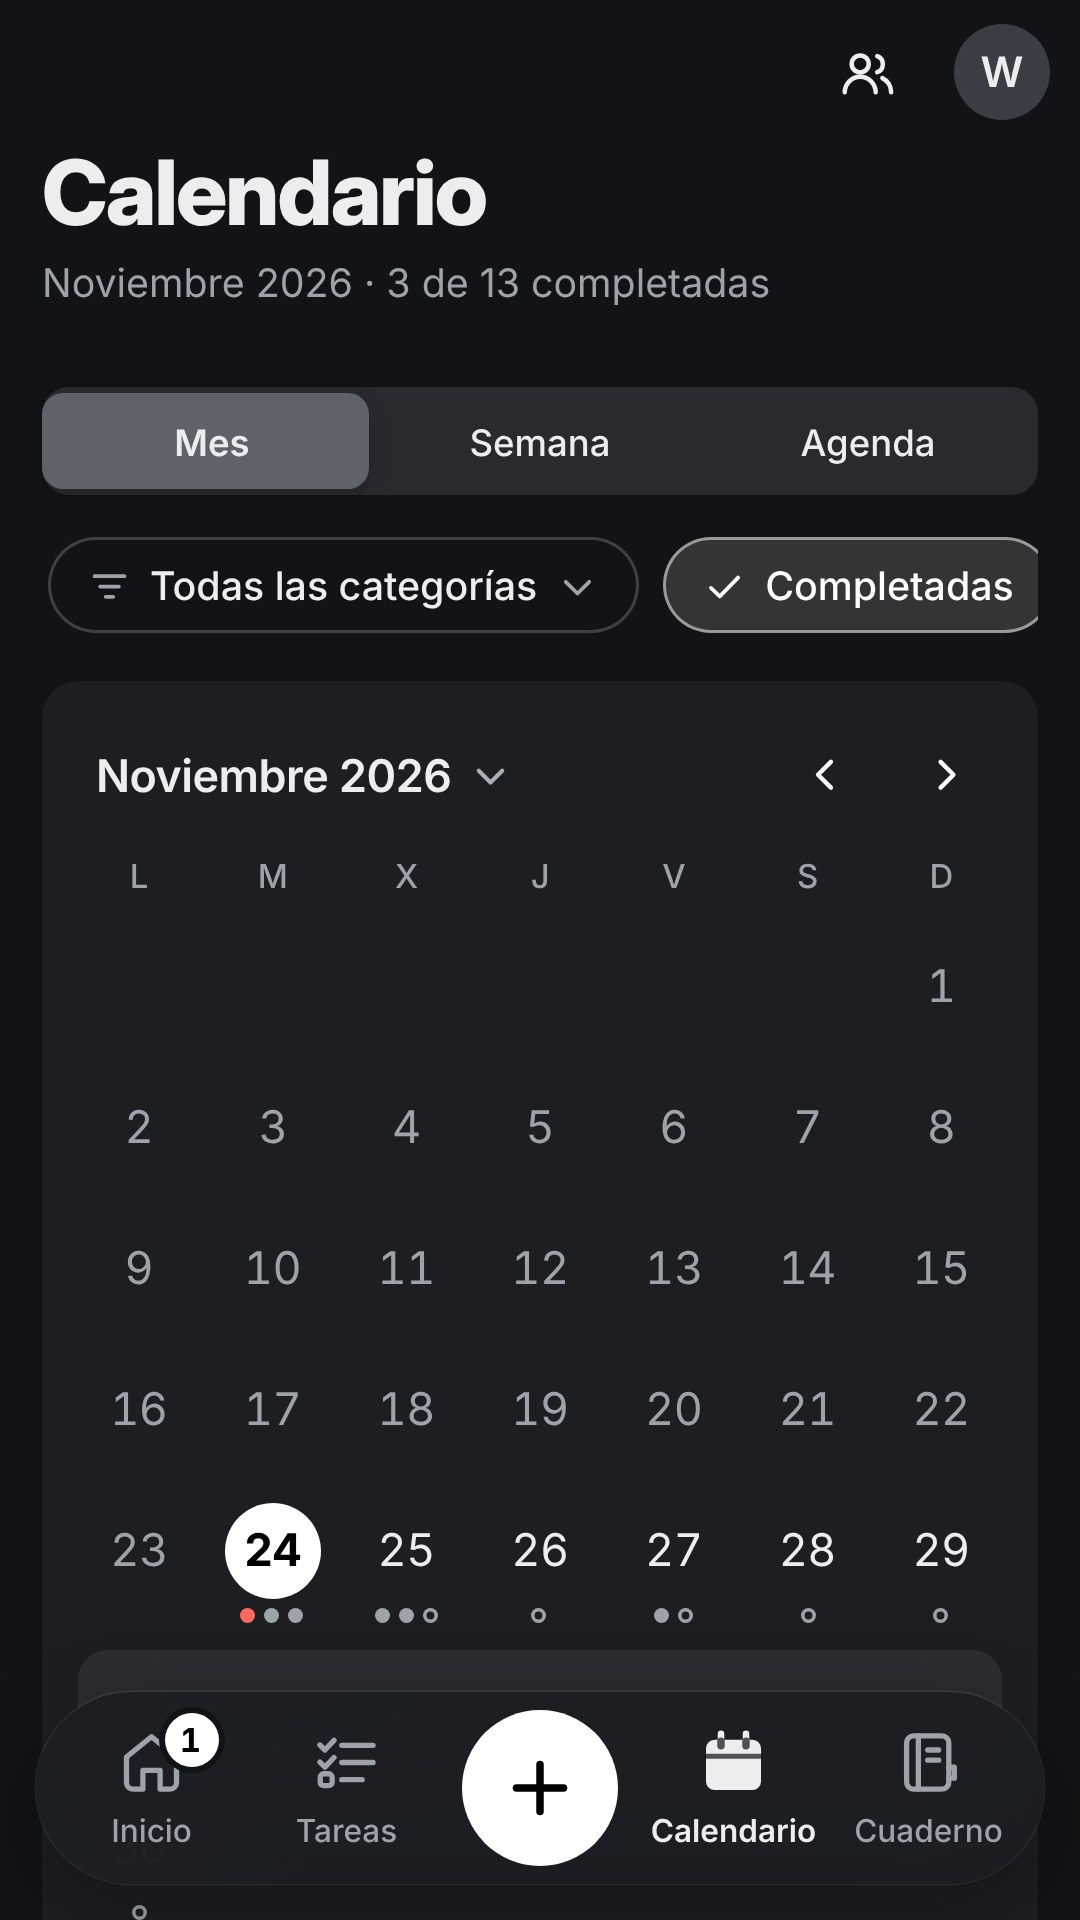 W
Calendario
Noviembre 2026 · 3 de 13 completadas
Mes Semana Agenda
Todas las categorías Completadas
Noviembre 2026
L M X J V S D
1
2 3 4 5 6 7 8
9 10 11 12 13 14 15
16 17 18 19 20 21 22
23 24 25 26 27 28 29
1
Inicio Tareas Calendario Cuaderno
30